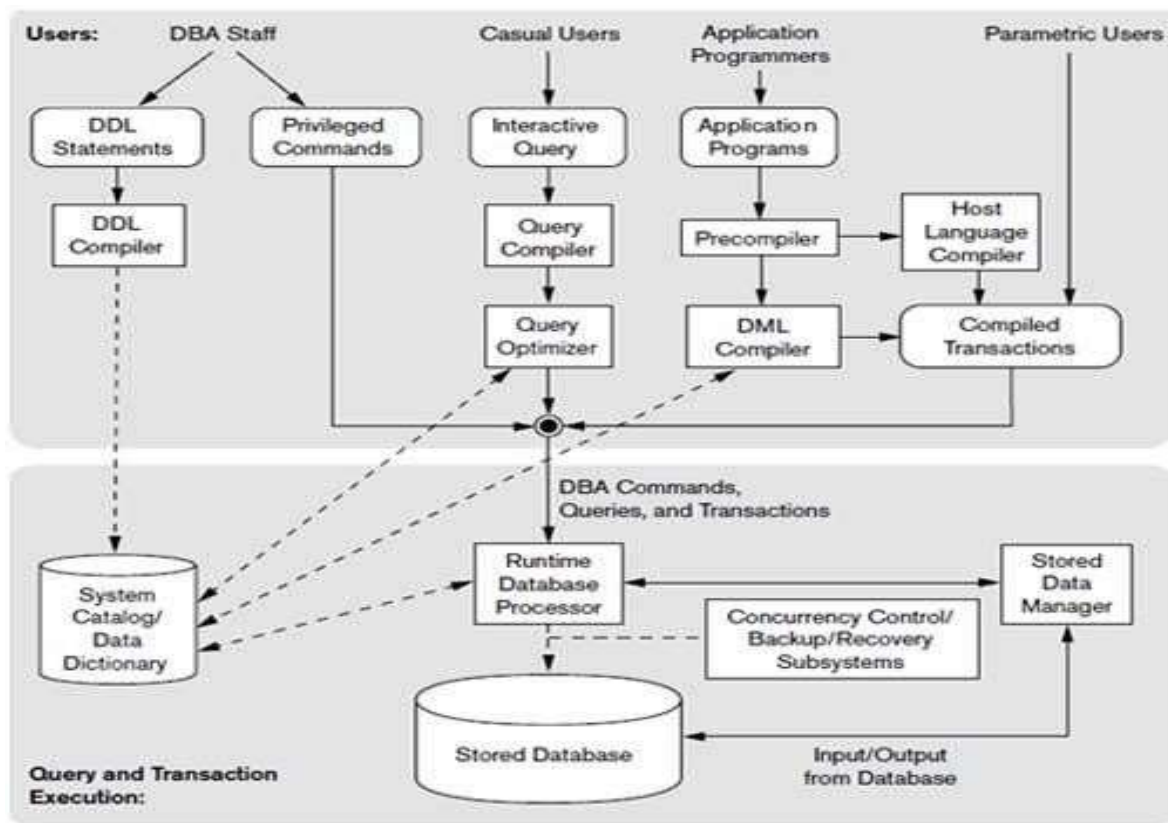 Users:
DBA Staff
Casual Users
Application
Programmers
Parametric Users
DDL
Statements
Privileged
Commands
Interactive
Query
Application
Programs
DDL
Compiler
Query
Compiler
Precompiler
Host
Language
Compiler
Query
Optimizer
DML
Compiler
Compiled
Transactions
DBA Commands,
Queries, and Transactions
System
Catalog/
Data
Dictionary
Runtime
Database
Processor
Stored
Data
Manager
Concurrency Control/
Backup/Recovery
Subsystems
Stored Database
Input/Output
from Database
Query and Transaction
Execution: